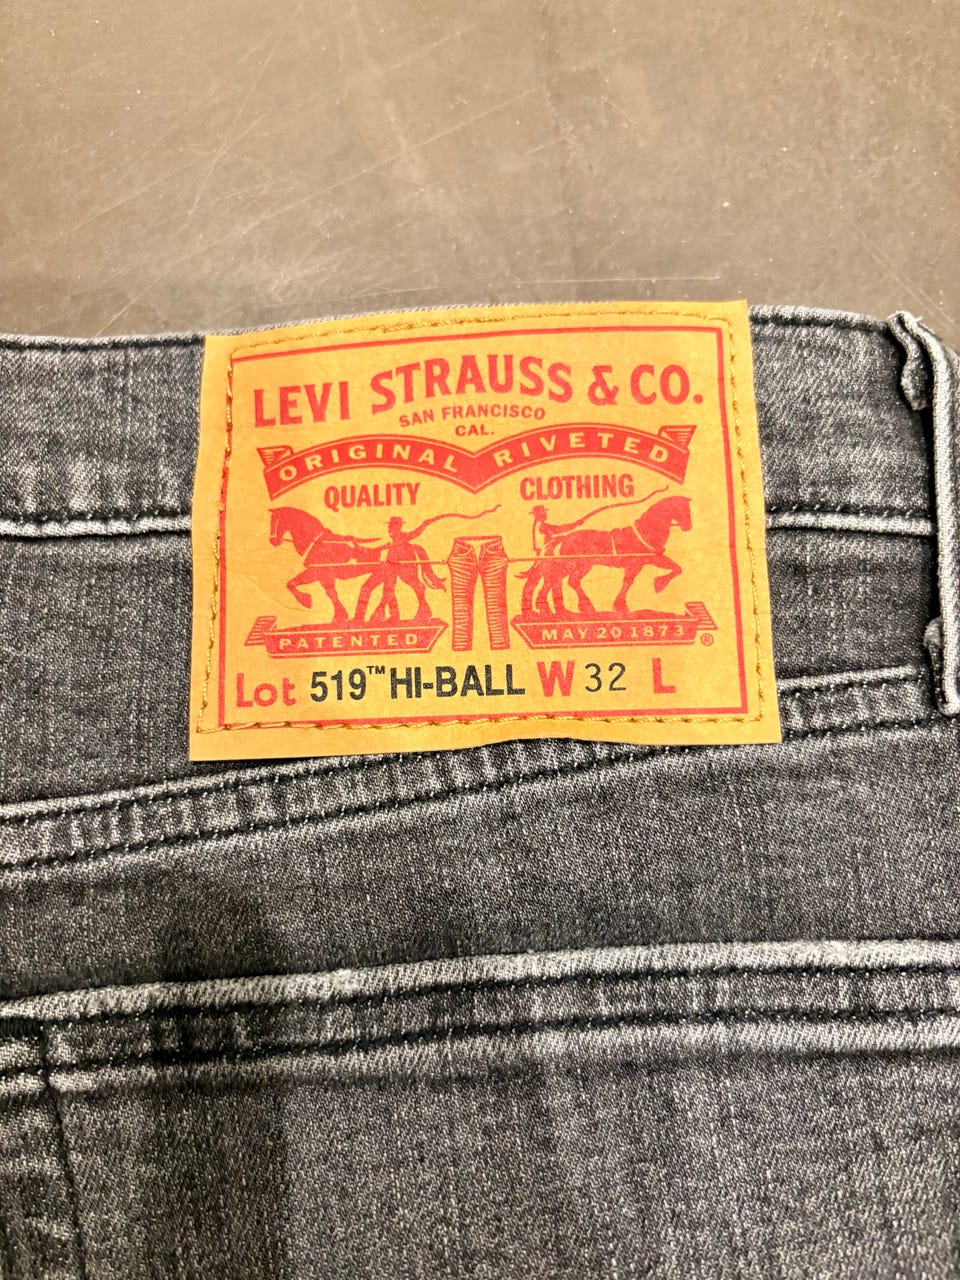 LEVI STRAUSS & CO.
SAN FRANCISCO
CAL.
ORIGINAL RIVETED
QUALITY CLOTHING
PATENTED MAY 20 1873 ®
Lot 519™ HI-BALL W 32 L